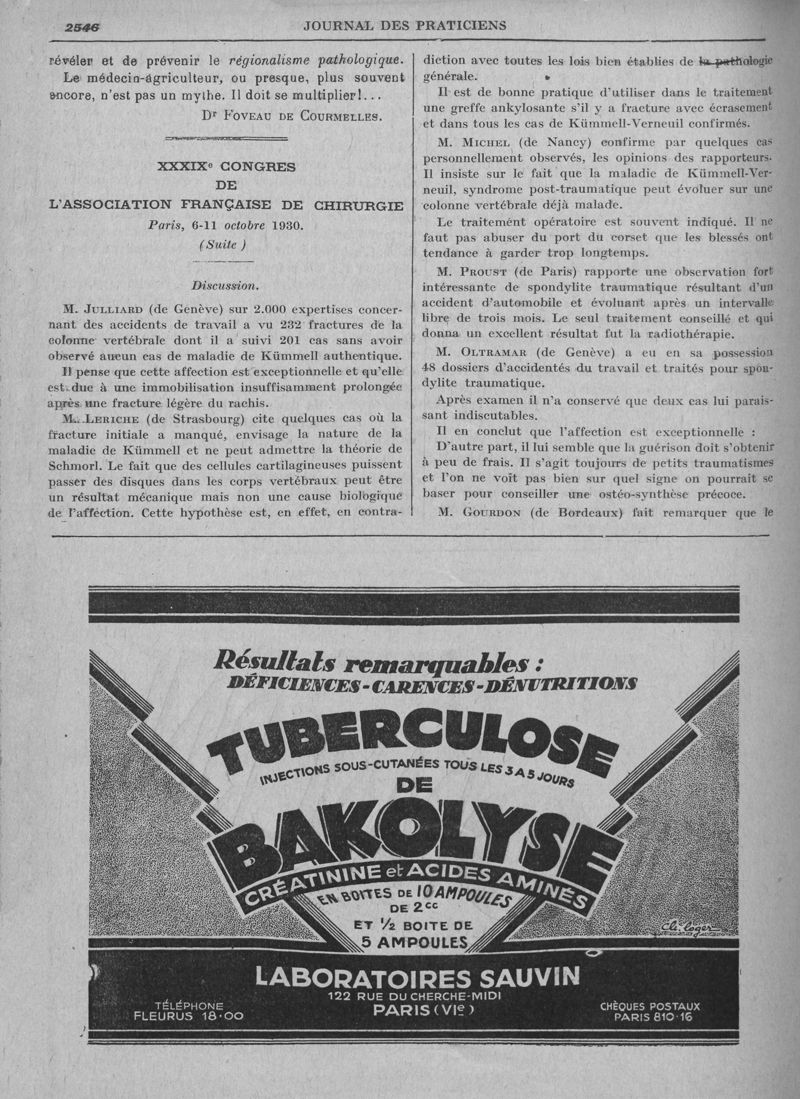 2546
JOURNAL DES PRATICIENS
révéler et de prévenir le régionalisme pathologique.
Le médecin-agriculteur, ou presque, plus souvent
encore, n'est pas un mythe. Il doit se multiplier!...
Dr FOVEAU DE COURMELLES.
XXXIXe CONGRES
DE
L'ASSOCIATION FRANÇAISE DE CHIRURGIE
Paris, 6-11 octobre 1930.
(Suite)
Discussion.
M. JULLIARD (de Genève) sur 2.000 expertises concer-
nant des accidents de travail a vu 232 fractures de la
colonne vertébrale dont il a suivi 201 cas sans avoir
observé aucun cas de maladie de Kümmell authentique.
Il pense que cette affection est exceptionnelle et qu'elle
est due à une immobilisation insuffisamment prolongée
après une fracture légère du rachis.
M. LERICHE (de Strasbourg) cite quelques cas où la
fracture initiale a manqué, envisage la nature de la
maladie de Kümmell et ne peut admettre la théorie de
Schmorl. Le fait que des cellules cartilagineuses puissent
passer des disques dans les corps vertébraux peut être
un résultat mécanique mais non une cause biologique
de l'affection. Cette hypothèse est, en effet, en contra-
diction avec toutes les lois bien établies de la pathologie
générale.
Il est de bonne pratique d'utiliser dans le traitement
une greffe ankylosante s'il y a fracture avec écrasement
et dans tous les cas de Kümmell-Verneuil confirmés.
M. MICHEL (de Nancy) confirme par quelques cas
personnellement observés, les opinions des rapporteurs.
Il insiste sur le fait que la maladie de Kümmell-Ver-
neuil, syndrome post-traumatique peut évoluer sur une
colonne vertébrale déjà malade.
Le traitement opératoire est souvent indiqué. Il ne
faut pas abuser du port du corset que les blessés ont
tendance à garder trop longtemps.
M. PROUST (de Paris) rapporte une observation fort
intéressante de spondylite traumatique résultant d'un
accident d'automobile et évoluant après un intervalle
libre de trois mois. Le seul traitement conseillé et qui
donna un excellent résultat fut la radiothérapie.
M. OLTRAMAR (de Genève) a eu en sa possession
48 dossiers d'accidentés du travail et traités pour spon-
dylite traumatique.
Après examen il n'a conservé que deux cas lui parais-
sant indiscutables.
Il en conclut que l'affection est exceptionnelle :
D'autre part, il lui semble que la guérison doit s'obtenir
à peu de frais. Il s'agit toujours de petits traumatismes
et l'on ne voit pas bien sur quel signe on pourrait se
baser pour conseiller une ostéo-synthèse précoce.
M. GOURDON (de Bordeaux) fait remarquer que le
Résultats remarquables :
DÉFICIENCES - CARENCES - DÉNUTRITIONS
TUBERCULOSE
INJECTIONS SOUS-CUTANÉES TOUS LES 3 A 5 JOURS
DE
BAKOLYSE
CRÉATININE et ACIDES AMINÉS
EN BOITES DE 10 AMPOULES
DE 2cc
ET 1/2 BOITE DE
5 AMPOULES
Ch. Loger
LABORATOIRES SAUVIN
122 RUE DU CHERCHE-MIDI
PARIS (VIe)
TÉLÉPHONE
FLEURUS 18·00
CHÈQUES POSTAUX
PARIS 810·16